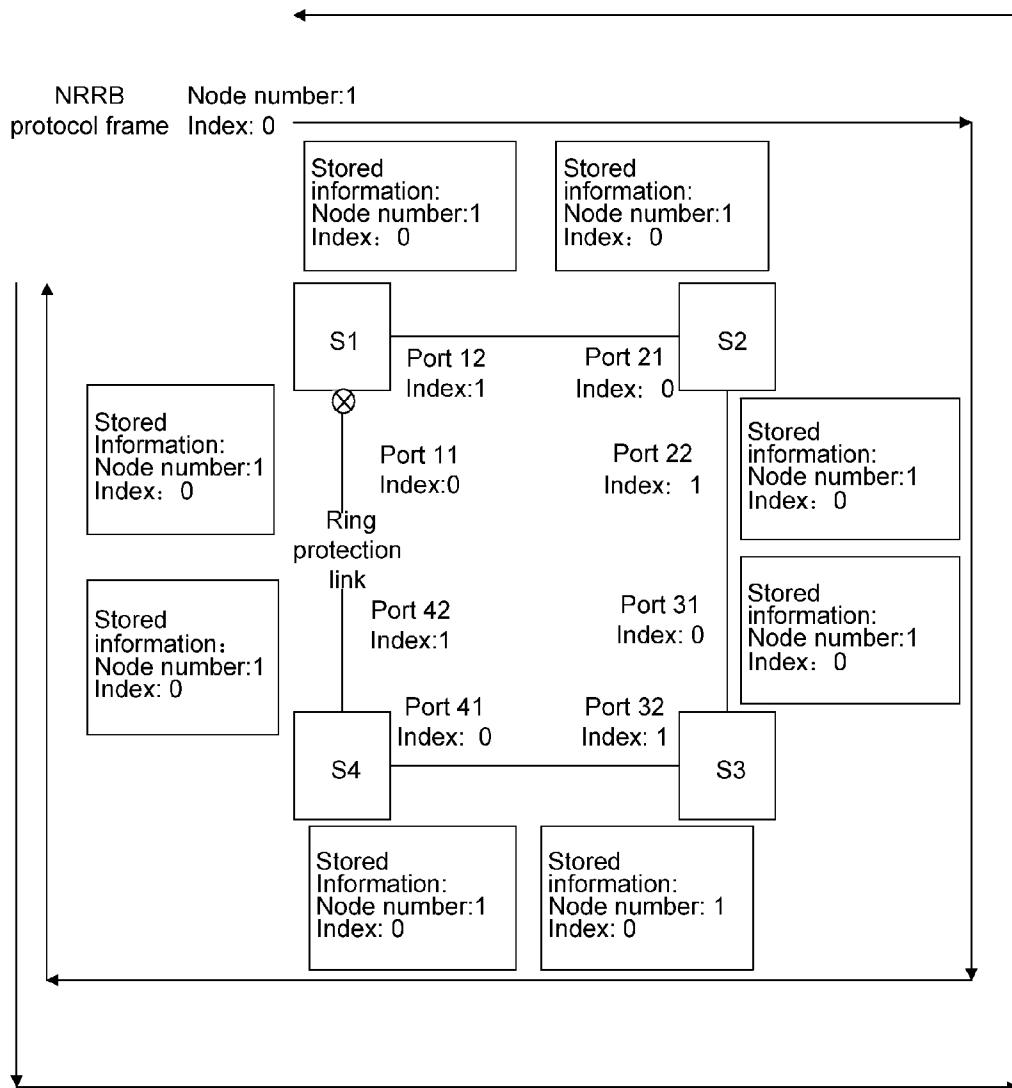 NRRB Node number:1
protocol frame Index: 0
Stored
information:
Node number:1
Index：0
Stored
information:
Node number:1
Index：0
S1
S2
Port 12
Index:1
Port 21
Index：0
Stored
Information:
Node number:1
Index：0
Port 11
Index:0
Port 22
Index：1
Stored
information:
Node number:1
Index：0
Ring
protection
link
Stored
information：
Node number:1
Index: 0
Port 42
Index:1
Port 31
Index: 0
Stored
information:
Node number:1
Index：0
Port 41
Index: 0
Port 32
Index: 1
S4
S3
Stored
Information:
Node number:1
Index: 0
Stored
information:
Node number: 1
Index: 0